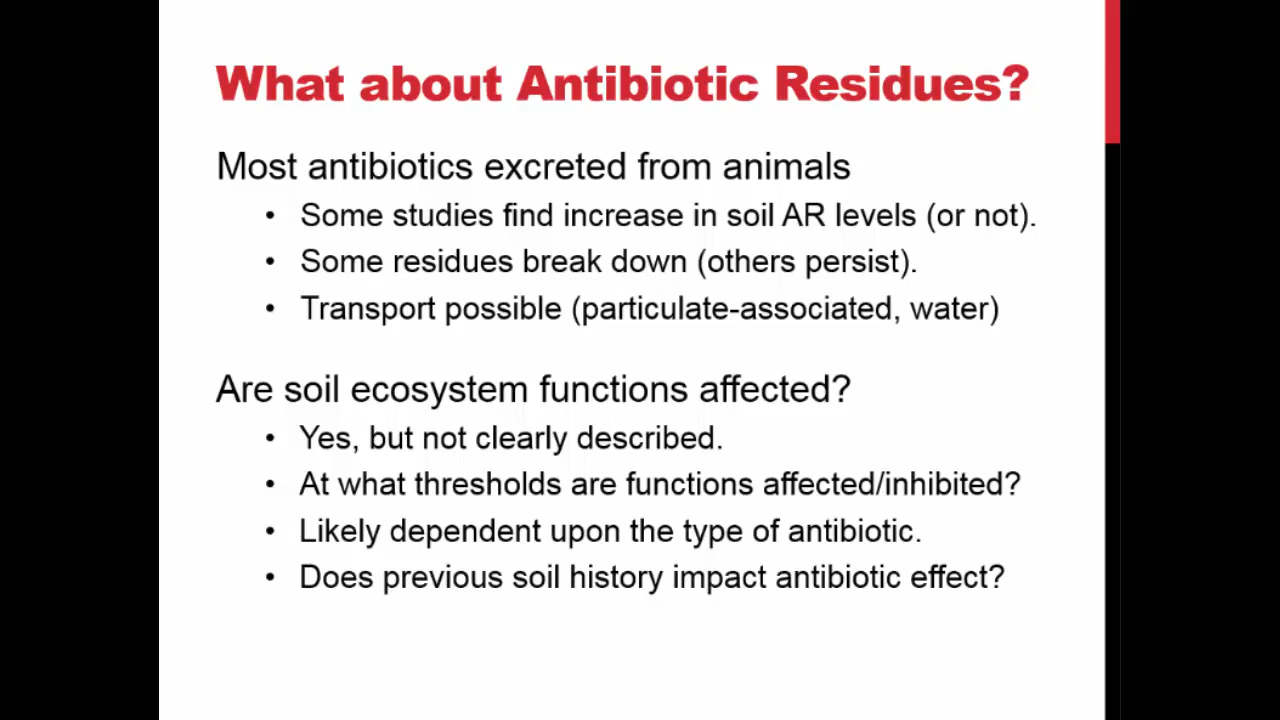 What about Antibiotic Residues?
Most antibiotics excreted from animals
• Some studies find increase in soil AR levels (or not).
• Some residues break down (others persist).
• Transport possible (particulate-associated, water)
Are soil ecosystem functions affected?
• Yes, but not clearly described.
• At what thresholds are functions affected/inhibited?
• Likely dependent upon the type of antibiotic.
• Does previous soil history impact antibiotic effect?